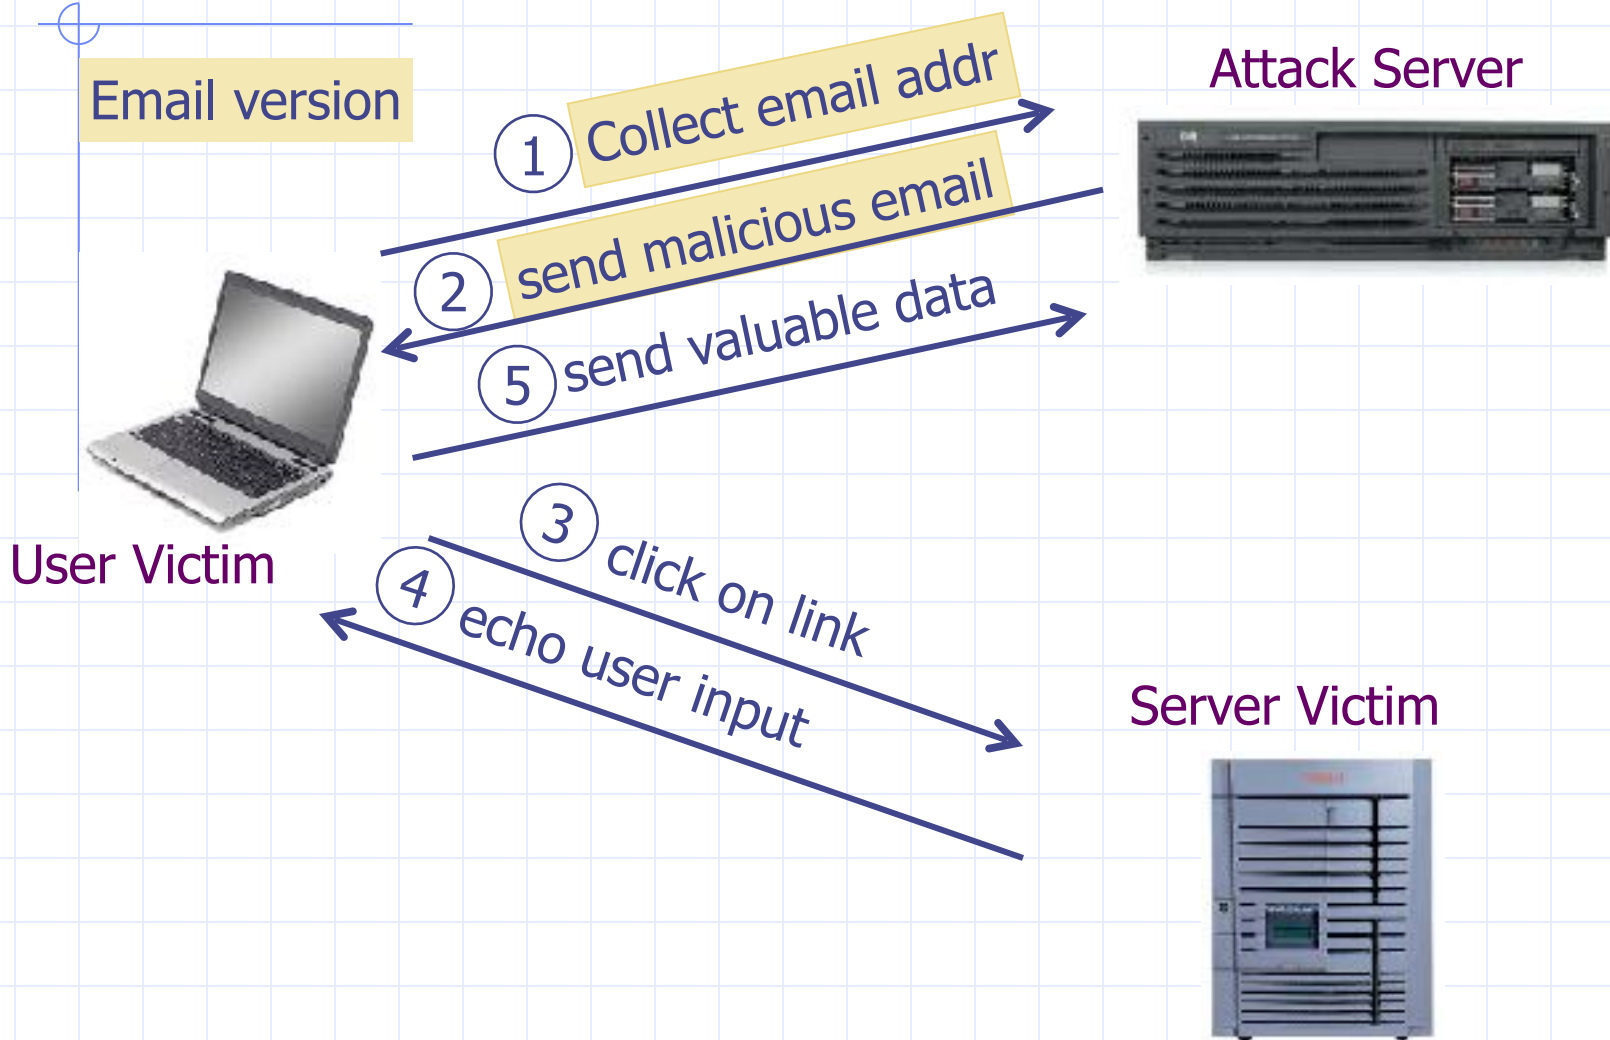 Email version
Attack Server
1 Collect email addr
2 send malicious email
5 send valuable data
User Victim
3 click on link
4 echo user input
Server Victim